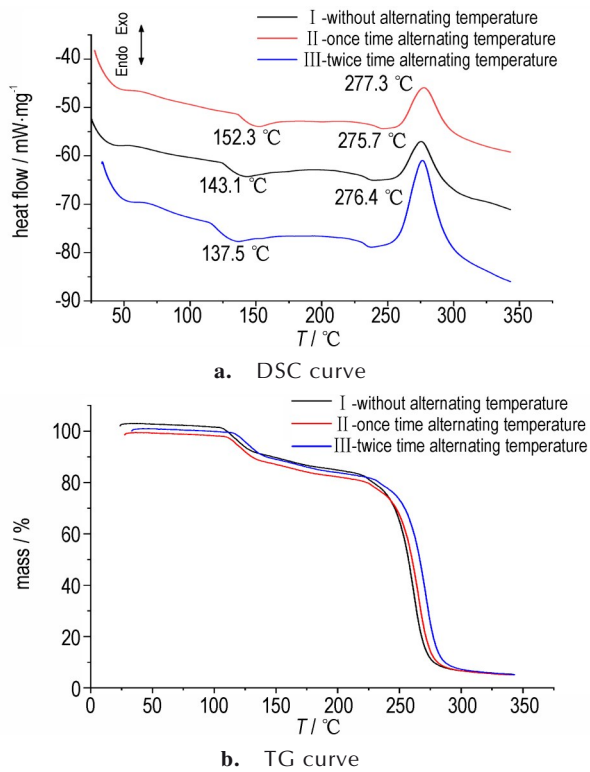 Ⅰ-without alternating temperature
Ⅱ-once time alternating temperature
Ⅲ-twice time alternating temperature
Endo Exo
277.3 ℃
152.3 ℃
275.7 ℃
143.1 ℃
276.4 ℃
137.5 ℃
heat flow / mW·mg⁻¹
-40
-50
-60
-70
-80
-90
50 100 150 200 250 300 350
T / ℃
a. DSC curve
Ⅰ-without alternating temperature
Ⅱ-once time alternating temperature
Ⅲ-twice time alternating temperature
mass / %
100
80
60
40
20
0
0 50 100 150 200 250 300 350
T / ℃
b. TG curve